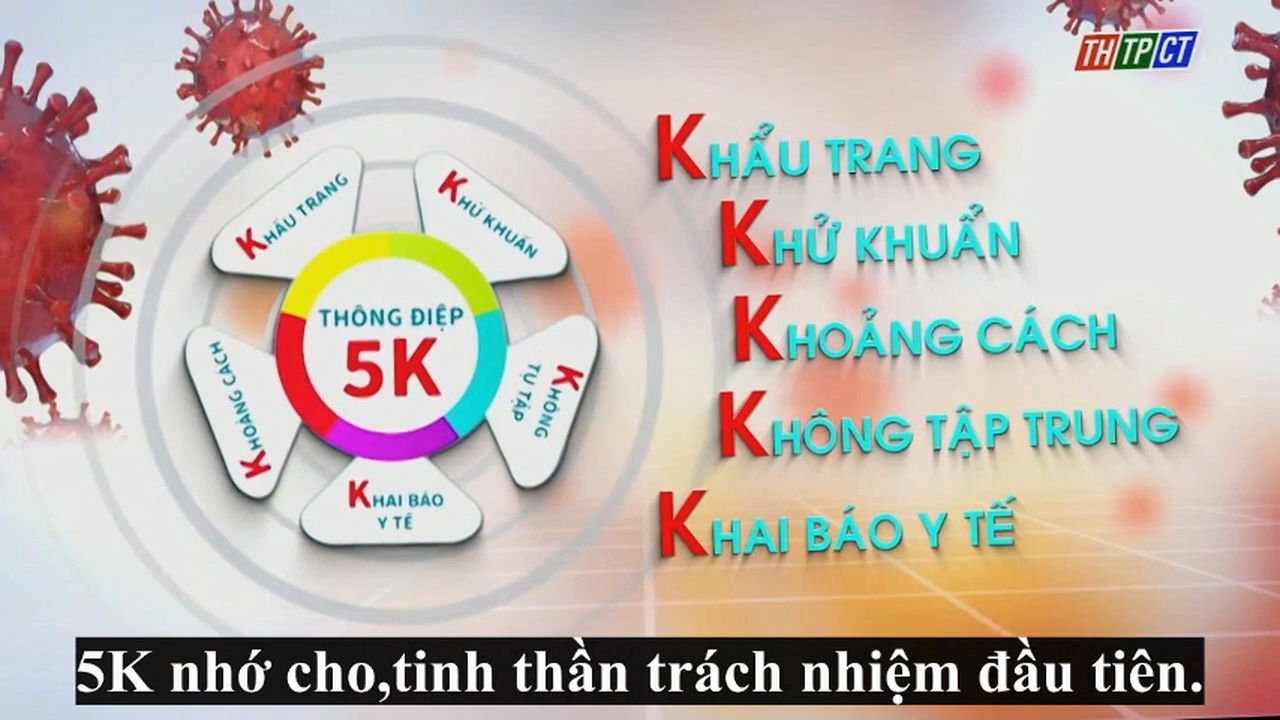 THTPCT
KHẨU TRANG
KHỬ KHUẨN
KHOẢNG CÁCH
KHÔNG TỤ TẬP
KHAI BÁO
Y TẾ
THÔNG ĐIỆP
5K
KHẨU TRANG
KHỬ KHUẨN
KHOẢNG CÁCH
KHÔNG TẬP TRUNG
KHAI BÁO Y TẾ
5K nhớ cho,tinh thần trách nhiệm đầu tiên.